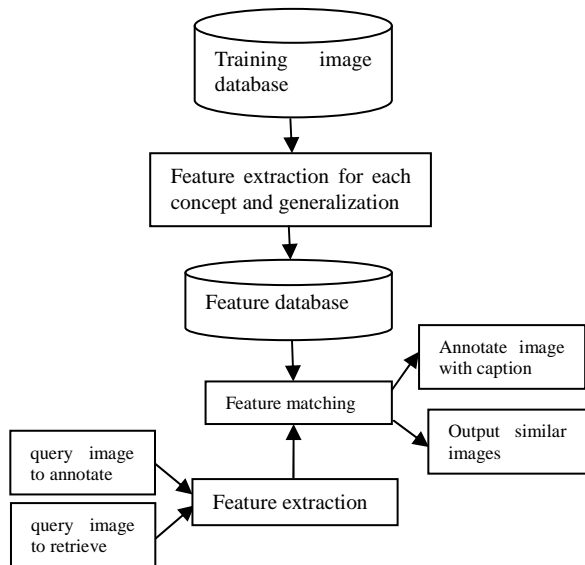 Training image
database
Feature extraction for each
concept and generalization
Feature database
Annotate image
with caption
Feature matching
Output similar
images
query image
to annotate
Feature extraction
query image
to retrieve